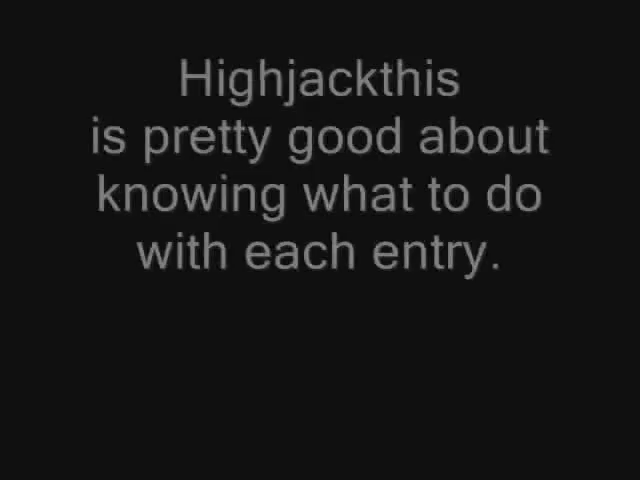 Highjackthis
is pretty good about
knowing what to do
with each entry.